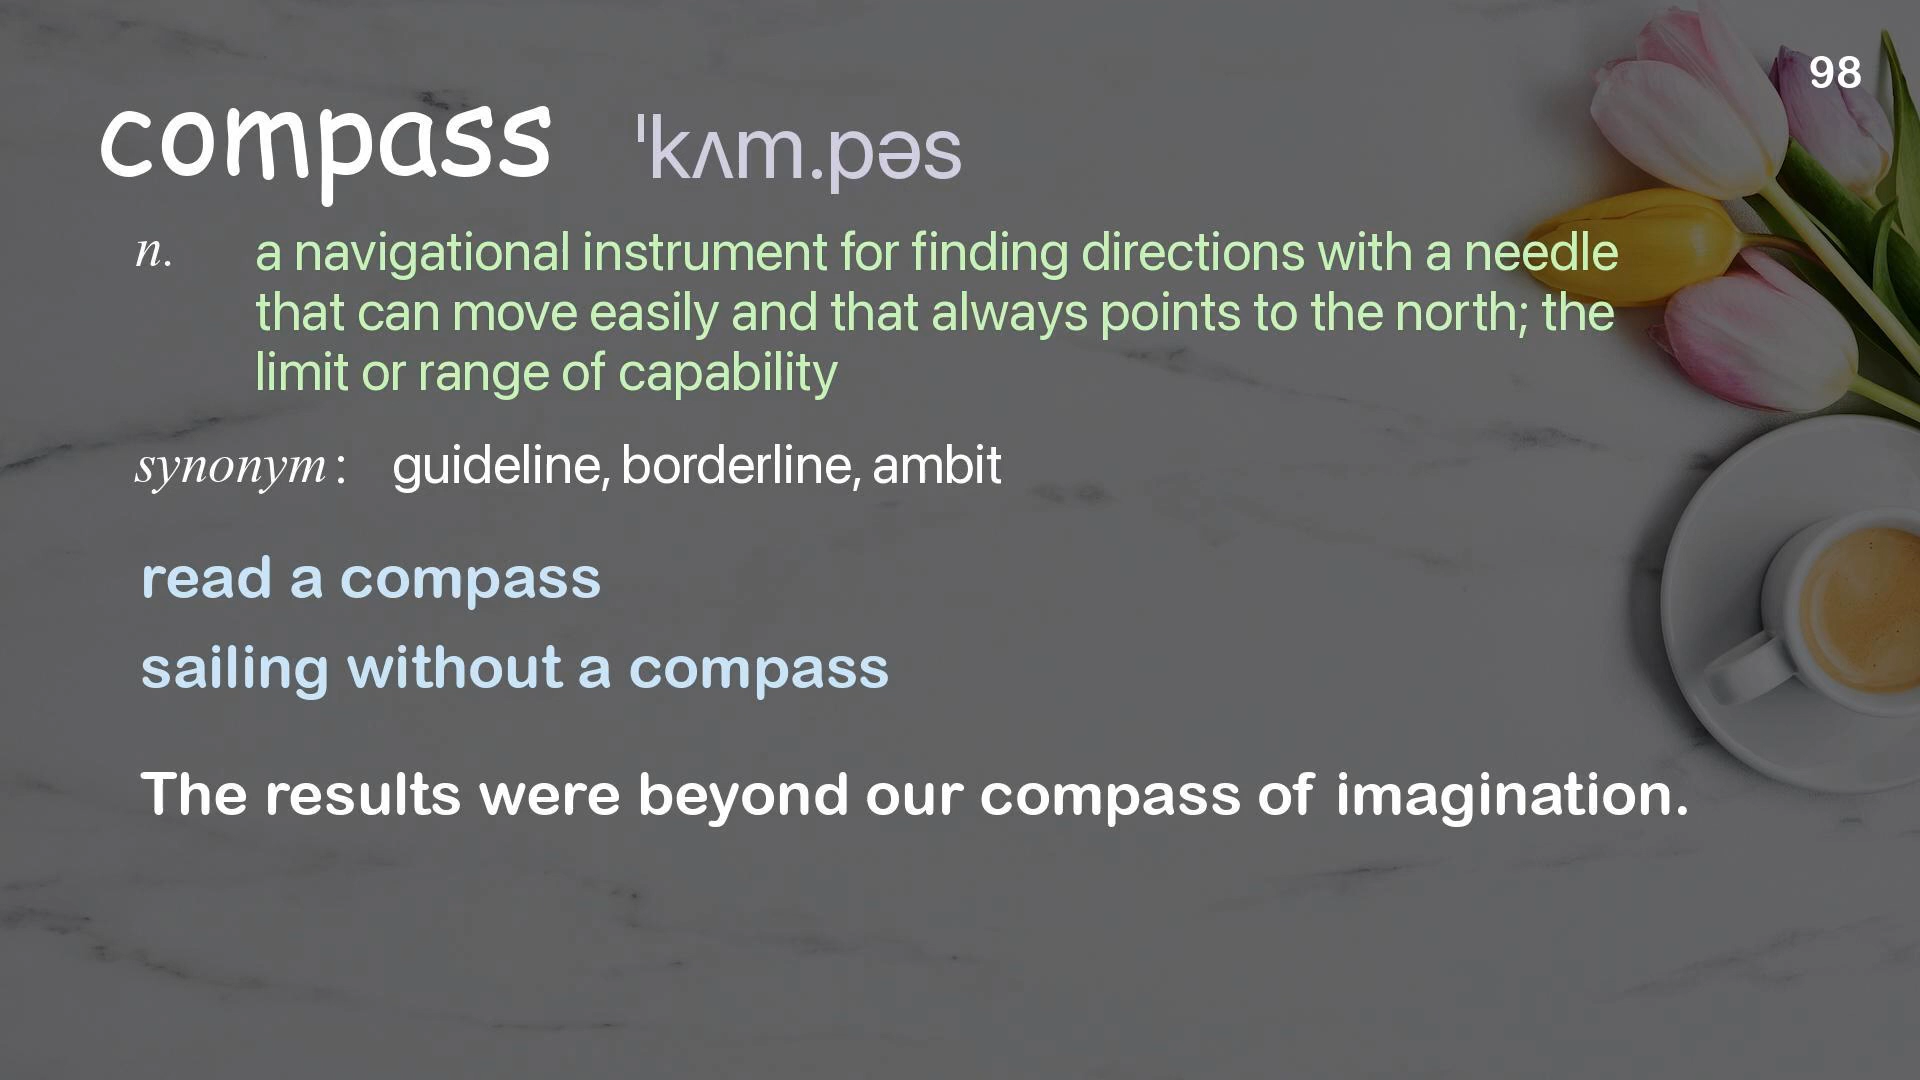 98
compass ˈkʌm.pəs
n. a navigational instrument for finding directions with a needle
that can move easily and that always points to the north; the
limit or range of capability
synonym: guideline, borderline, ambit
read a compass
sailing without a compass
The results were beyond our compass of imagination.